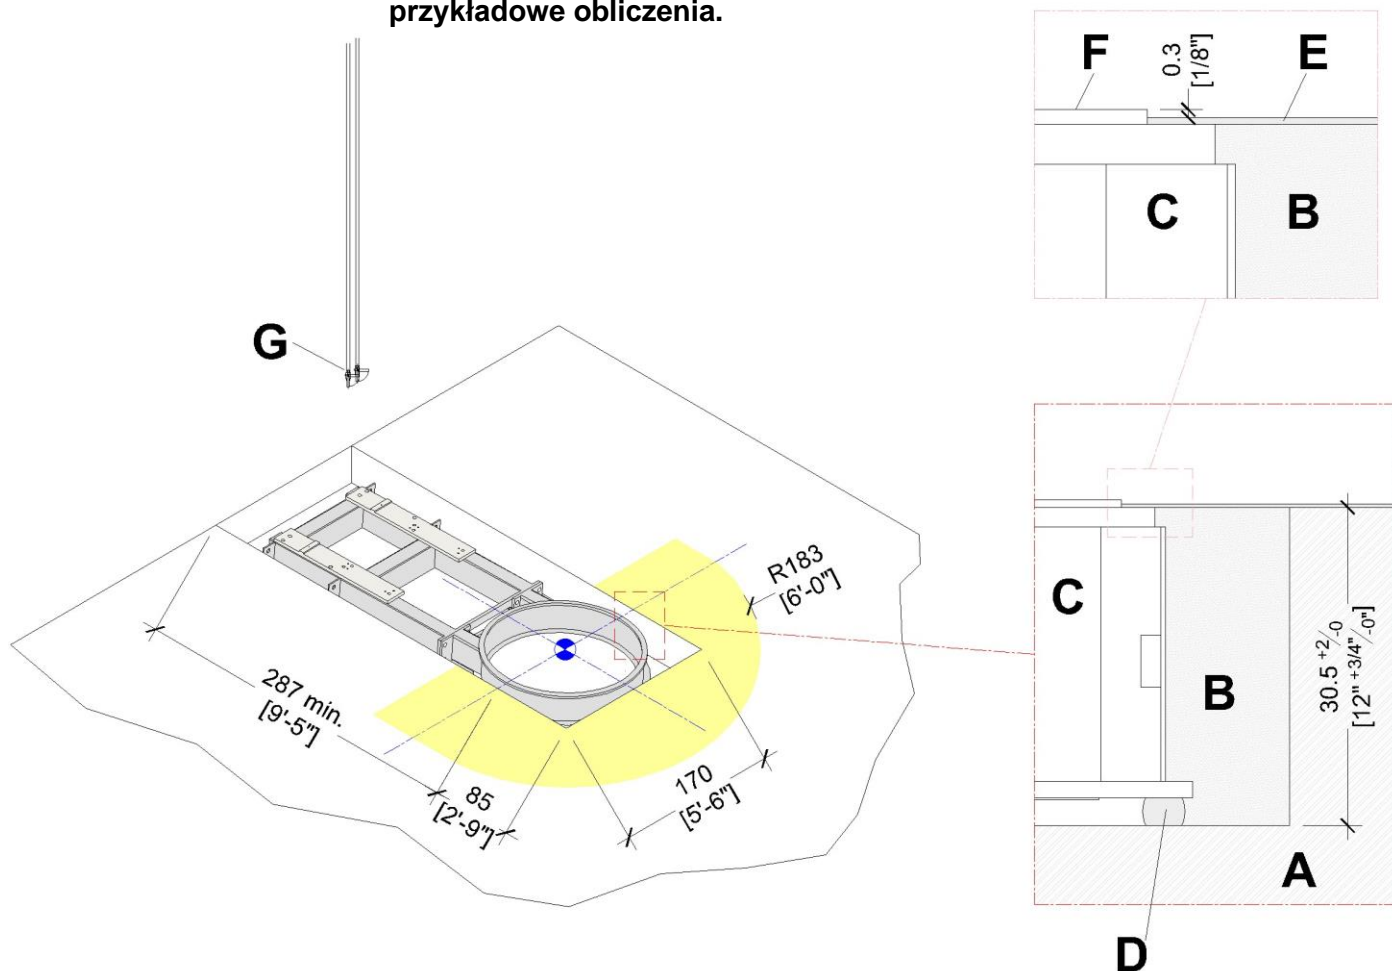 przykładowe obliczenia.
F
0.3
[1/8"]
E
C
B
G
R183
[6'-0"]
287 min.
[9'-5"]
85
[2'-9"]
170
[5'-6"]
C
B
30.5 +2/-0
[12" +3/4"/-0"]
A
D